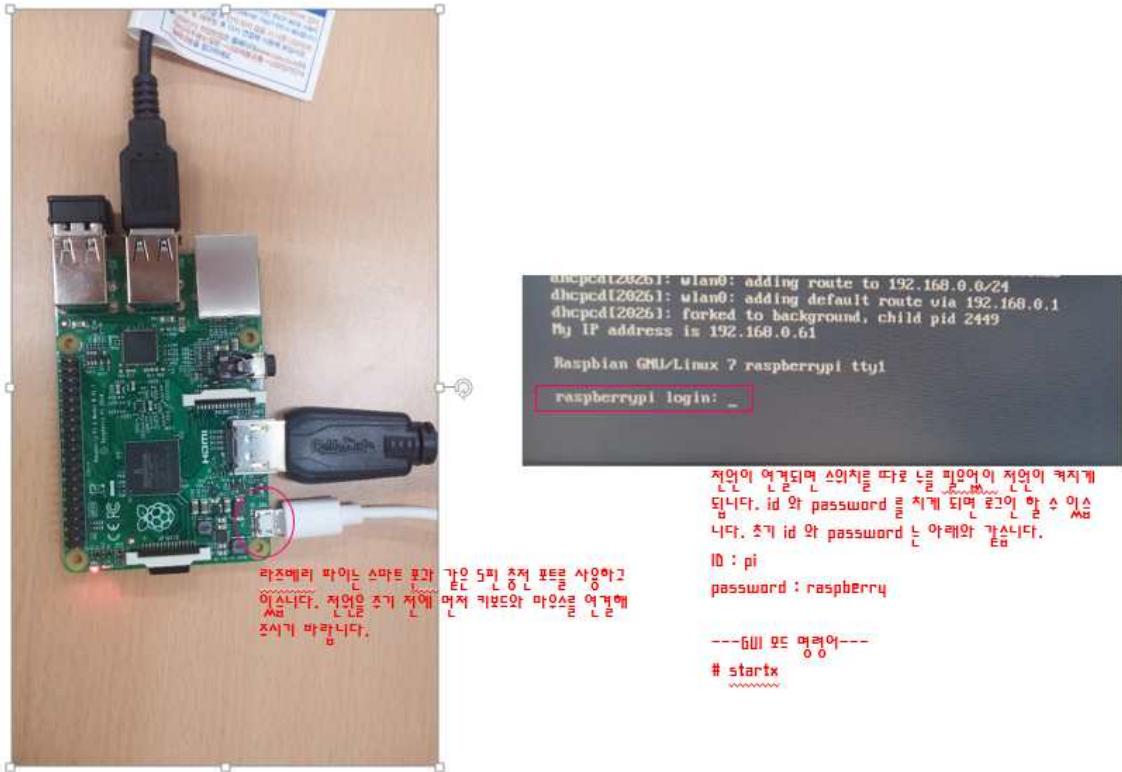 HDMI
라즈베리 파이는 스마트 폰과 같은 5핀 충전 포트를 사용하고
있습니다. 전원을 주기 전에 먼저 키보드와 마우스를 연결해
주시기 바랍니다.
dhcpcd[2026]: wlan0: adding route to 192.168.0.0/24
dhcpcd[2026]: wlan0: adding default route via 192.168.0.1
dhcpcd[2026]: forked to background, child pid 2449
My IP address is 192.168.0.61
Raspbian GNU/Linux 7 raspberrypi tty1
raspberrypi login: _
전원이 연결되면 스위치를 따로 누를 필요없이 전원이 켜지게
됩니다. id 와 password 를 치게 되면 로그인 할 수 있습
니다. 초기 id 와 password 는 아래와 같습니다.
ID : pi
password : raspberry
---GUI 모드 명령어---
# startx